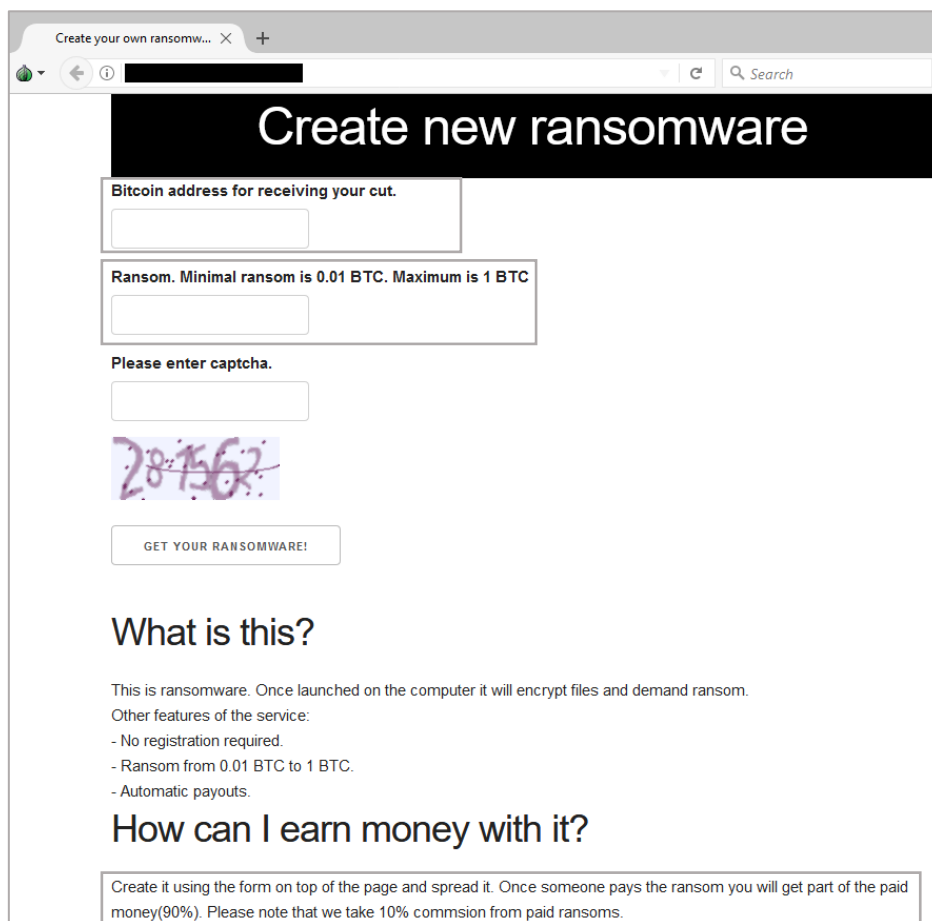 Create your own ransomw...
Search
Create new ransomware
Bitcoin address for receiving your cut.
Ransom. Minimal ransom is 0.01 BTC. Maximum is 1 BTC
Please enter captcha.
GET YOUR RANSOMWARE!
What is this?
This is ransomware. Once launched on the computer it will encrypt files and demand ransom.
Other features of the service:
- No registration required.
- Ransom from 0.01 BTC to 1 BTC.
- Automatic payouts.
How can I earn money with it?
Create it using the form on top of the page and spread it. Once someone pays the ransom you will get part of the paid
money(90%). Please note that we take 10% commsion from paid ransoms.